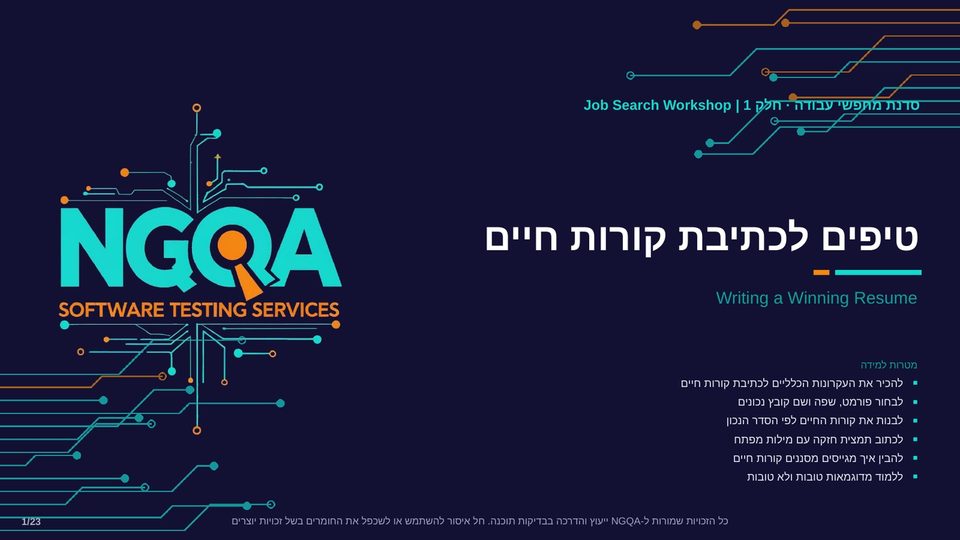 סדנת מחפשי עבודה · חלק 1 | Job Search Workshop
NGQA
SOFTWARE TESTING SERVICES
טיפים לכתיבת קורות חיים
Writing a Winning Resume
מטרות למידה
▪ להכיר את העקרונות הכלליים לכתיבת קורות חיים
▪ לבחור פורמט, שפה ושם קובץ נכונים
▪ לבנות את קורות החיים לפי הסדר הנכון
▪ לכתוב תמצית חזקה עם מילות מפתח
▪ להבין איך מגייסים מסננים קורות חיים
▪ ללמוד מדוגמאות טובות ולא טובות
כל הזכויות שמורות ל-NGQA ייעוץ והדרכה בבדיקות תוכנה. חל איסור להשתמש או לשכפל את החומרים בשל זכויות יוצרים
1/23